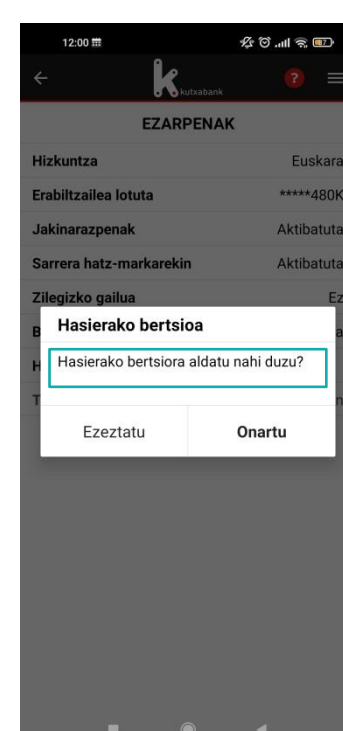 12:00
kutxabank
?
EZARPENAK
Hizkuntza Euskara
Erabiltzailea lotuta *****480K
Jakinarazpenak Aktibatuta
Sarrera hatz-markarekin Aktibatuta
Zilegizko gailua Ez
Hasierako bertsioa
Hasierako bertsiora aldatu nahi duzu?
Ezeztatu Onartu